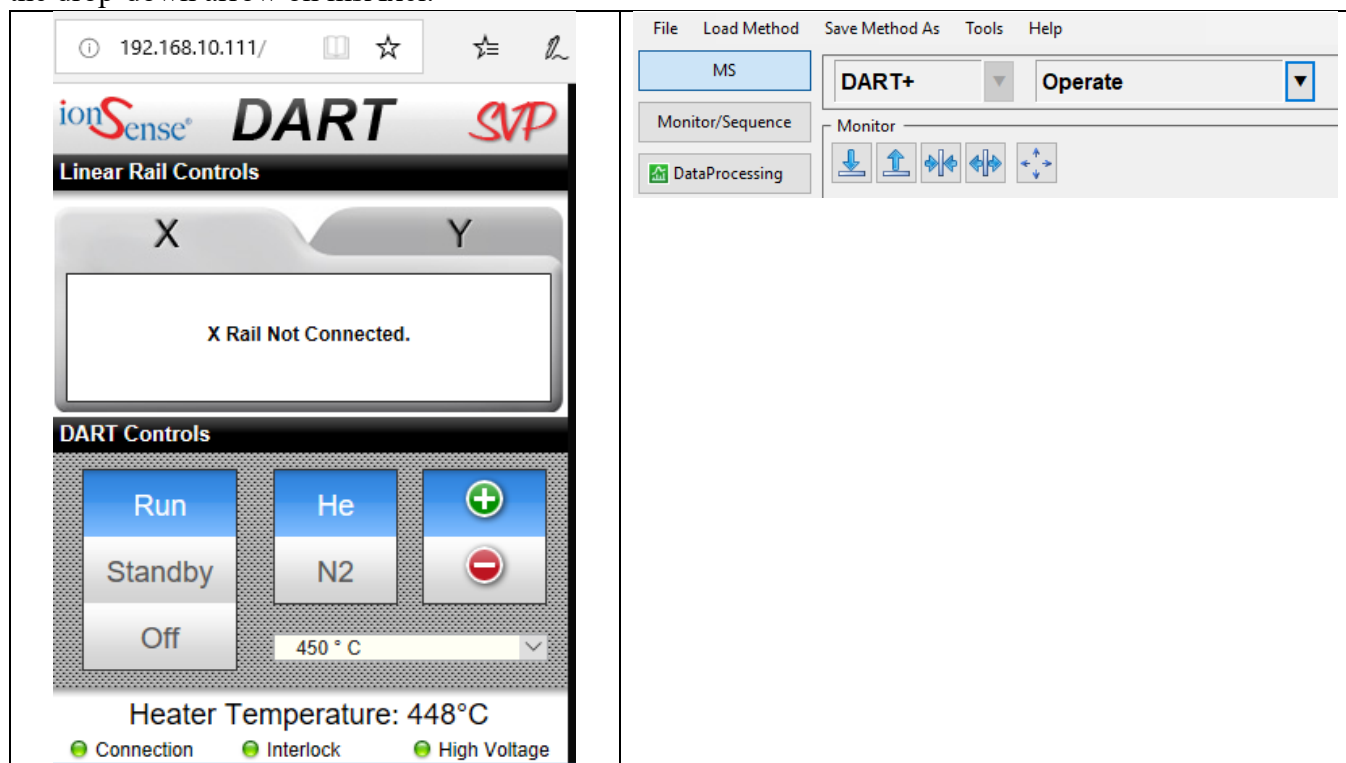 192.168.10.111/
ionSense® DART SVP
Linear Rail Controls
X Y
X Rail Not Connected.
DART Controls
Run He
Standby N2
Off 450 ° C
Heater Temperature: 448°C
Connection Interlock High Voltage
File Load Method Save Method As Tools Help
MS DART+ Operate
Monitor/Sequence Monitor
DataProcessing